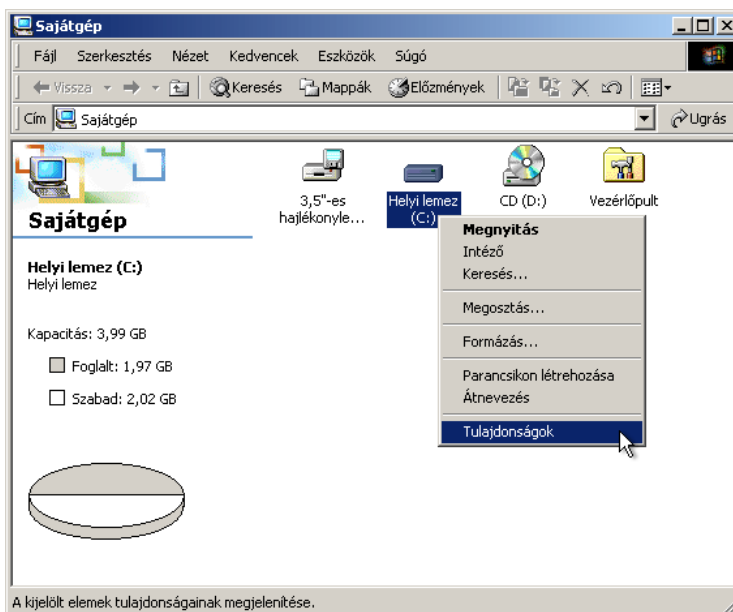 Sajátgép
Fájl Szerkesztés Nézet Kedvencek Eszközök Súgó
Vissza Keresés Mappák Előzmények
Cím Sajátgép Ugrás
3,5"-es
hajlékonyle...
Helyi lemez
(C:)
CD (D:)
Vezérlőpult
Sajátgép
Helyi lemez (C:)
Helyi lemez
Kapacitás: 3,99 GB
Foglalt: 1,97 GB
Szabad: 2,02 GB
Megnyitás
Intéző
Keresés...
Megosztás...
Formázás...
Parancsikon létrehozása
Átnevezés
Tulajdonságok
A kijelölt elemek tulajdonságainak megjelenítése.